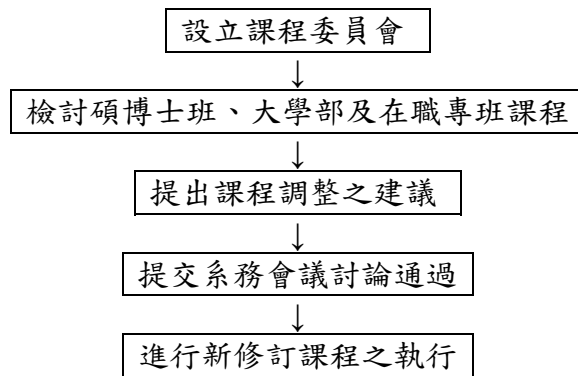 設立課程委員會
↓
檢討碩博士班、大學部及在職專班課程
↓
提出課程調整之建議
↓
提交系務會議討論通過
↓
進行新修訂課程之執行